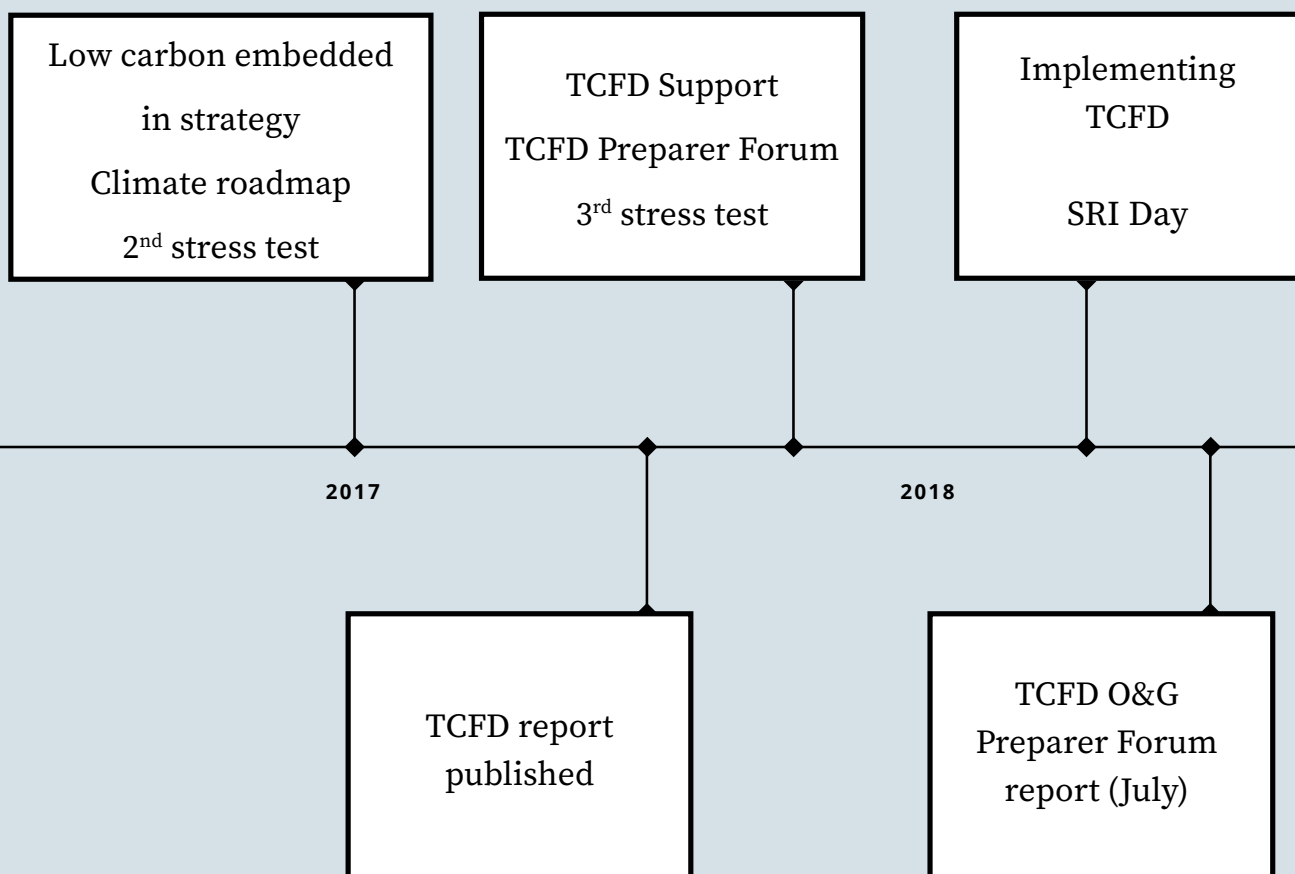 Low carbon embedded
in strategy
Climate roadmap
2nd stress test
TCFD Support
TCFD Preparer Forum
3rd stress test
Implementing
TCFD
SRI Day
2017
2018
TCFD report
published
TCFD O&G
Preparer Forum
report (July)